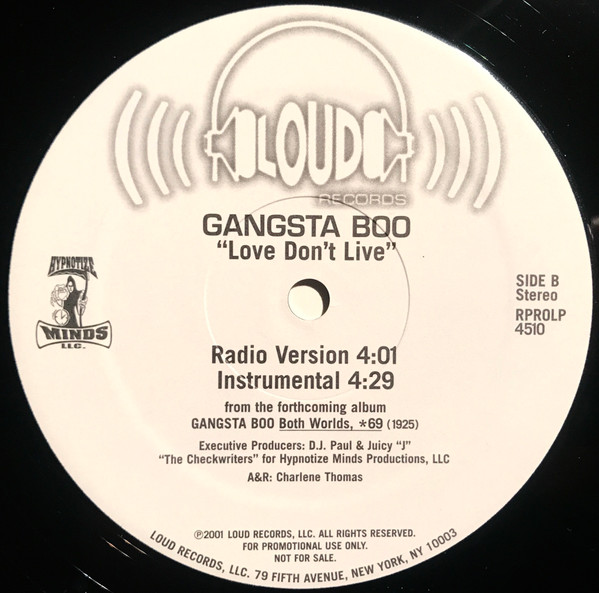 LOUD
RECORDS
GANGSTA BOO
“Love Don't Live”
HYPNOTIZE
MINDS
LLC.
SIDE B
Stereo
RPROLP
4510
Radio Version 4:01
Instrumental 4:29
from the forthcoming album
GANGSTA BOO Both Worlds, *69 (1925)
Executive Producers: D.J. Paul & Juicy “J”
“The Checkwriters” for Hypnotize Minds Productions, LLC
A&R: Charlene Thomas
℗2001 LOUD RECORDS, LLC. ALL RIGHTS RESERVED.
FOR PROMOTIONAL USE ONLY.
NOT FOR SALE.
LOUD RECORDS, LLC. 79 FIFTH AVENUE, NEW YORK, NY 10003